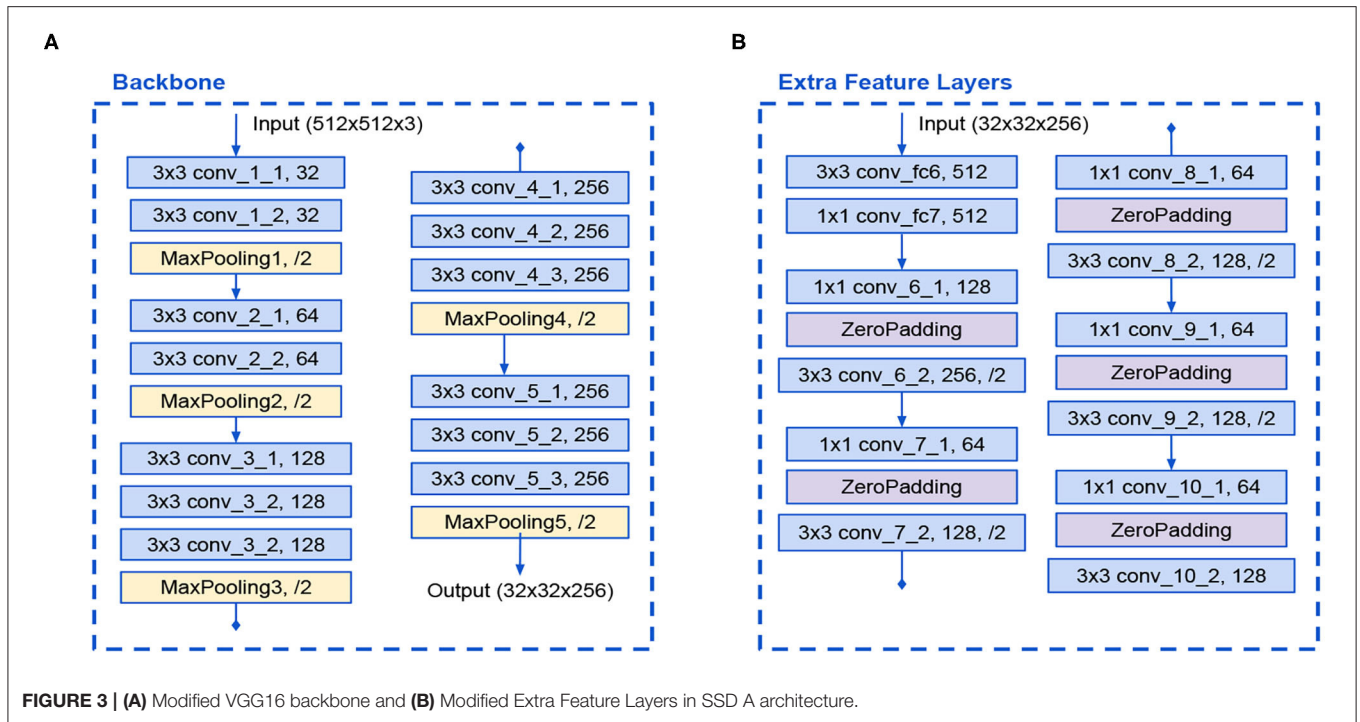 A
Backbone
Input (512x512x3)
3x3 conv_1_1, 32
3x3 conv_1_2, 32
MaxPooling1, /2
3x3 conv_2_1, 64
3x3 conv_2_2, 64
MaxPooling2, /2
3x3 conv_3_1, 128
3x3 conv_3_2, 128
3x3 conv_3_2, 128
MaxPooling3, /2
3x3 conv_4_1, 256
3x3 conv_4_2, 256
3x3 conv_4_3, 256
MaxPooling4, /2
3x3 conv_5_1, 256
3x3 conv_5_2, 256
3x3 conv_5_3, 256
MaxPooling5, /2
Output (32x32x256)
B
Extra Feature Layers
Input (32x32x256)
3x3 conv_fc6, 512
1x1 conv_fc7, 512
1x1 conv_6_1, 128
ZeroPadding
3x3 conv_6_2, 256, /2
1x1 conv_7_1, 64
ZeroPadding
3x3 conv_7_2, 128, /2
1x1 conv_8_1, 64
ZeroPadding
3x3 conv_8_2, 128, /2
1x1 conv_9_1, 64
ZeroPadding
3x3 conv_9_2, 128, /2
1x1 conv_10_1, 64
ZeroPadding
3x3 conv_10_2, 128
FIGURE 3 | (A) Modified VGG16 backbone and (B) Modified Extra Feature Layers in SSD A architecture.